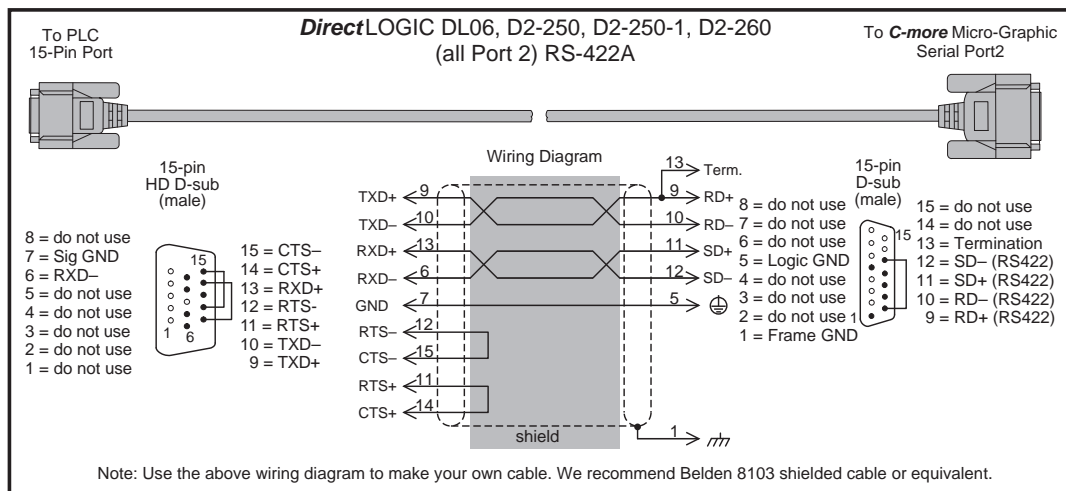 DirectLOGIC DL06, D2-250, D2-250-1, D2-260
(all Port 2) RS-422A
To PLC
15-Pin Port
To C-more Micro-Graphic
Serial Port2
15-pin
HD D-sub
(male)
8 = do not use
7 = Sig GND
6 = RXD–
5 = do not use
4 = do not use
3 = do not use
2 = do not use
1 = do not use
15
1
6
15 = CTS–
14 = CTS+
13 = RXD+
12 = RTS-
11 = RTS+
10 = TXD–
9 = TXD+
Wiring Diagram
TXD+ 9
TXD– 10
RXD+ 13
RXD– 6
GND 7
RTS– 12
CTS– 15
RTS+ 11
CTS+ 14
13 Term.
9 RD+
10 RD–
11 SD+
12 SD–
5
1
shield
15-pin
D-sub
(male)
8 = do not use
7 = do not use
6 = do not use
5 = Logic GND
4 = do not use
3 = do not use
2 = do not use
1 = Frame GND
15
1
15 = do not use
14 = do not use
13 = Termination
12 = SD– (RS422)
11 = SD+ (RS422)
10 = RD– (RS422)
9 = RD+ (RS422)
Note: Use the above wiring diagram to make your own cable. We recommend Belden 8103 shielded cable or equivalent.